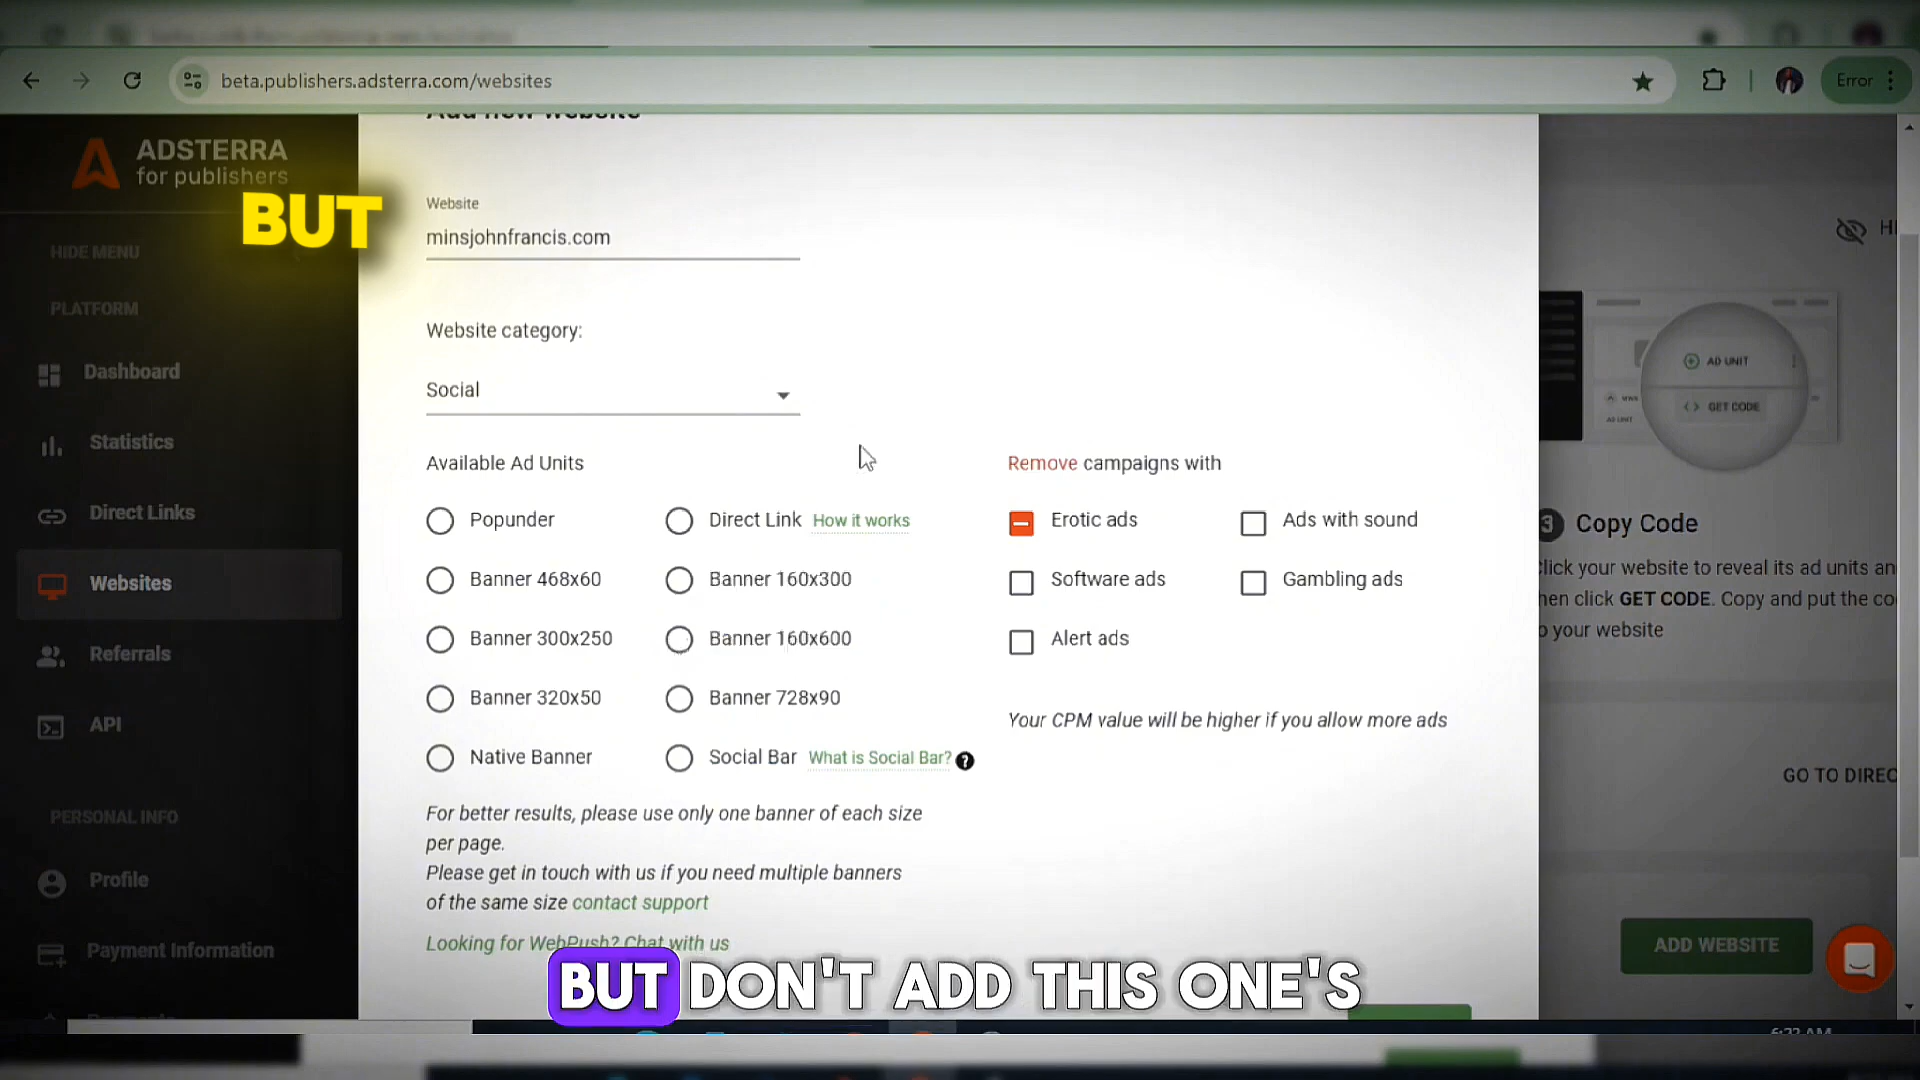 beta.publishers.adsterra.com/websites
Error
ADSTERRA
for publishers
BUT
HIDE MENU
PLATFORM
Dashboard
Statistics
Direct Links
Websites
Referrals
API
PERSONAL INFO
Profile
Payment Information
Add new website
Website
minsjohnfrancis.com
Website category:
Social
Available Ad Units
Popunder
Direct Link How it works
Banner 468x60
Banner 160x300
Banner 300x250
Banner 160x600
Banner 320x50
Banner 728x90
Native Banner
Social Bar What is Social Bar? ?
For better results, please use only one banner of each size
per page.
Please get in touch with us if you need multiple banners
of the same size contact support
Looking for WebPush? Chat with us
Remove campaigns with
Erotic ads
Ads with sound
Software ads
Gambling ads
Alert ads
Your CPM value will be higher if you allow more ads
AD UNIT
GET CODE
AD UNIT
3 Copy Code
lick your website to reveal its ad units an
hen click GET CODE. Copy and put the co
o your website
GO TO DIREC
ADD WEBSITE
BUT DON'T ADD THIS ONE'S